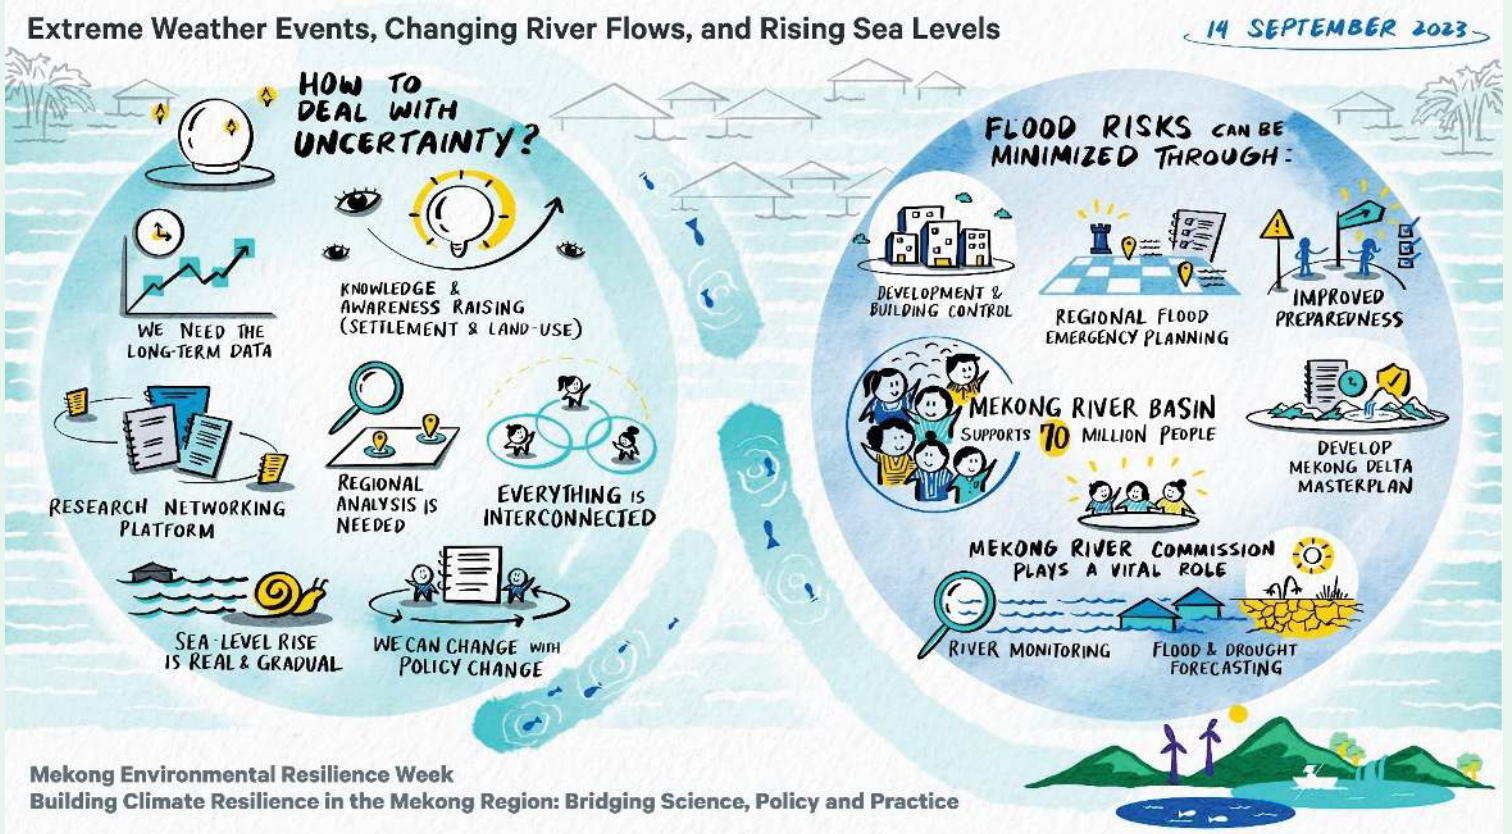 Extreme Weather Events, Changing River Flows, and Rising Sea Levels
14 SEPTEMBER 2023
HOW TO
DEAL WITH
UNCERTAINTY?
WE NEED THE
LONG-TERM DATA
KNOWLEDGE &
AWARENESS RAISING
(SETTLEMENT & LAND-USE)
RESEARCH NETWORKING
PLATFORM
REGIONAL
ANALYSIS IS
NEEDED
EVERYTHING IS
INTERCONNECTED
SEA-LEVEL RISE
IS REAL & GRADUAL
WE CAN CHANGE WITH
POLICY CHANGE
FLOOD RISKS CAN BE
MINIMIZED THROUGH:
DEVELOPMENT &
BUILDING CONTROL
REGIONAL FLOOD
EMERGENCY PLANNING
IMPROVED
PREPAREDNESS
MEKONG RIVER BASIN
SUPPORTS 70 MILLION PEOPLE
DEVELOP
MEKONG DELTA
MASTERPLAN
MEKONG RIVER COMMISSION
PLAYS A VITAL ROLE
RIVER MONITORING
FLOOD & DROUGHT
FORECASTING
Mekong Environmental Resilience Week
Building Climate Resilience in the Mekong Region: Bridging Science, Policy and Practice